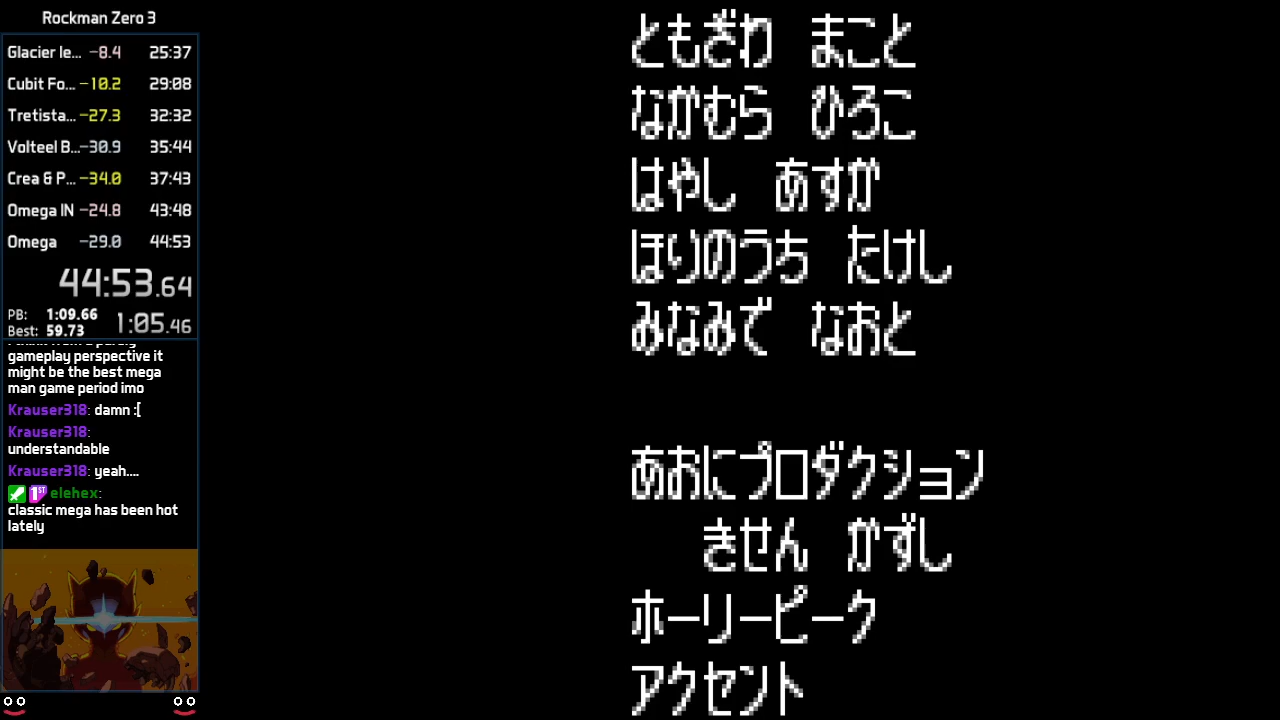 Rockman Zero 3
Glacier le... -8.4 25:37
Cubit Fo... -10.2 29:08
Tretista... -27.3 32:32
Volteel B... -30.9 35:44
Crea & P... -34.0 37:43
Omega IN -24.8 43:48
Omega -29.0 44:53
44:53.64
PB: 1:09.66
Best: 59.73
1:05.46
gameplay perspective it
might be the best mega
man game period imo
Krauser318: damn :[
Krauser318:
understandable
Krauser318: yeah....
1ST elehex:
classic mega has been hot
lately
ともざわ まこと
なかむら ひろこ
はやし あすか
ほりのうち たけし
みなみで なおと
あおにプロダクション
きせん かずし
ホーリーピーク
アクセント